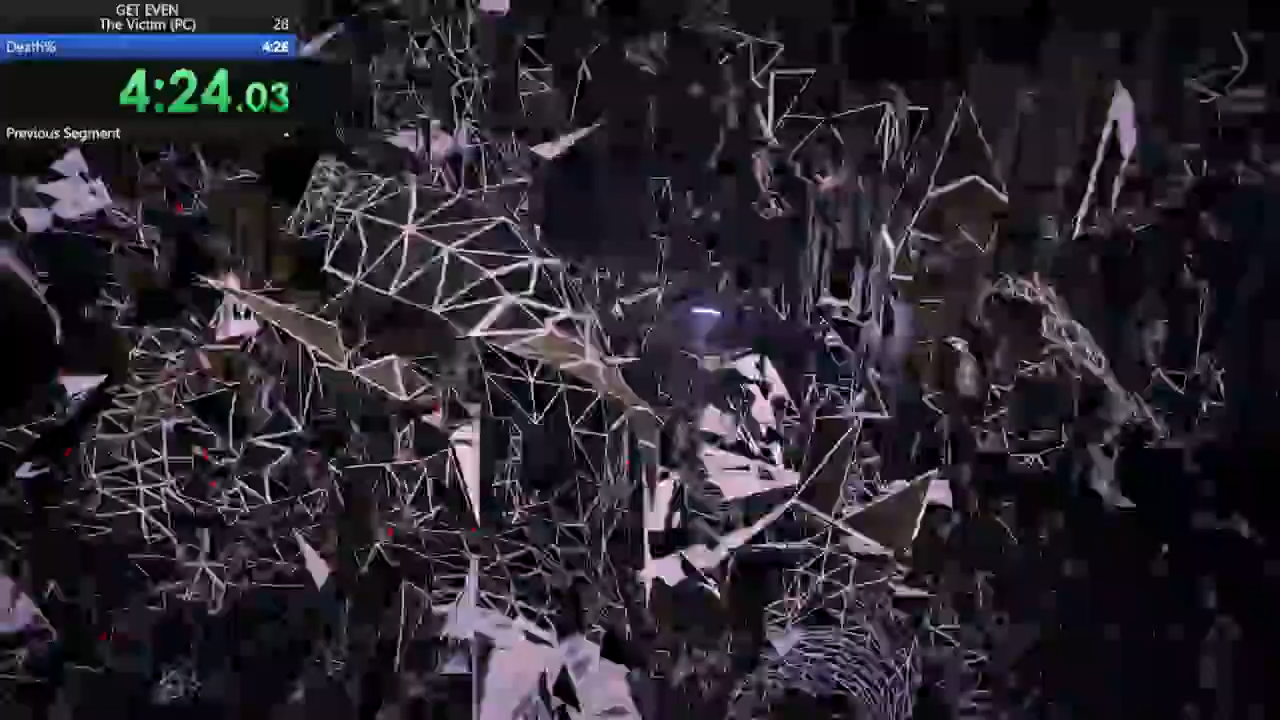 GET EVEN
The Victim (PC) 28
Death% 4:26
4:24.03
Previous Segment -